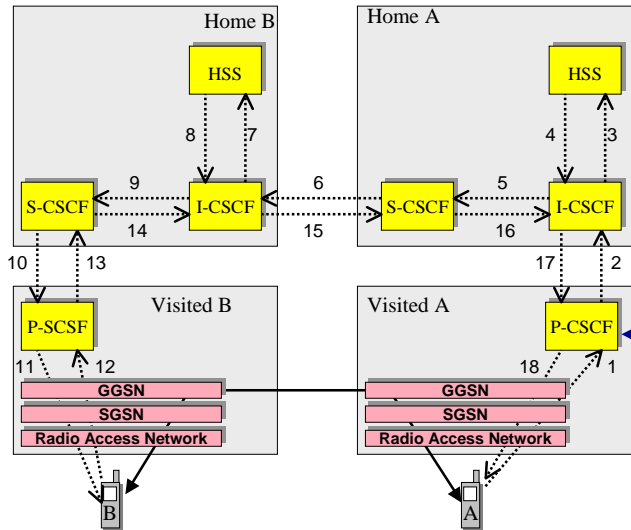 Home B
Home A
HSS
HSS
8
7
4
3
9
6
5
S-CSCF
I-CSCF
S-CSCF
I-CSCF
14
15
16
10
13
17
2
Visited B
Visited A
P-SCSF
P-CSCF
11
12
18
1
GGSN
GGSN
SGSN
SGSN
Radio Access Network
Radio Access Network
B
A